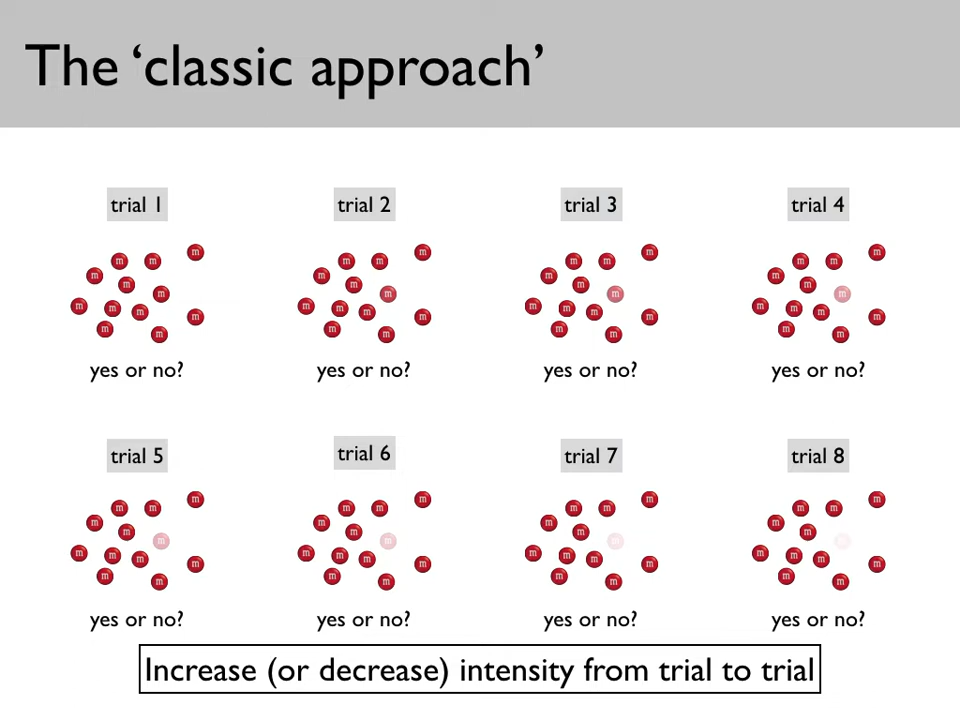 The ‘classic approach’
trial 1
trial 2
trial 3
trial 4
m m m m m m m m m m m m
m m m m m m m m m m m m
m m m m m m m m m m m m
m m m m m m m m m m m m
yes or no?
yes or no?
yes or no?
yes or no?
trial 5
trial 6
trial 7
trial 8
m m m m m m m m m m m m
m m m m m m m m m m m m
m m m m m m m m m m m m
m m m m m m m m m m m
yes or no?
yes or no?
yes or no?
yes or no?
Increase (or decrease) intensity from trial to trial